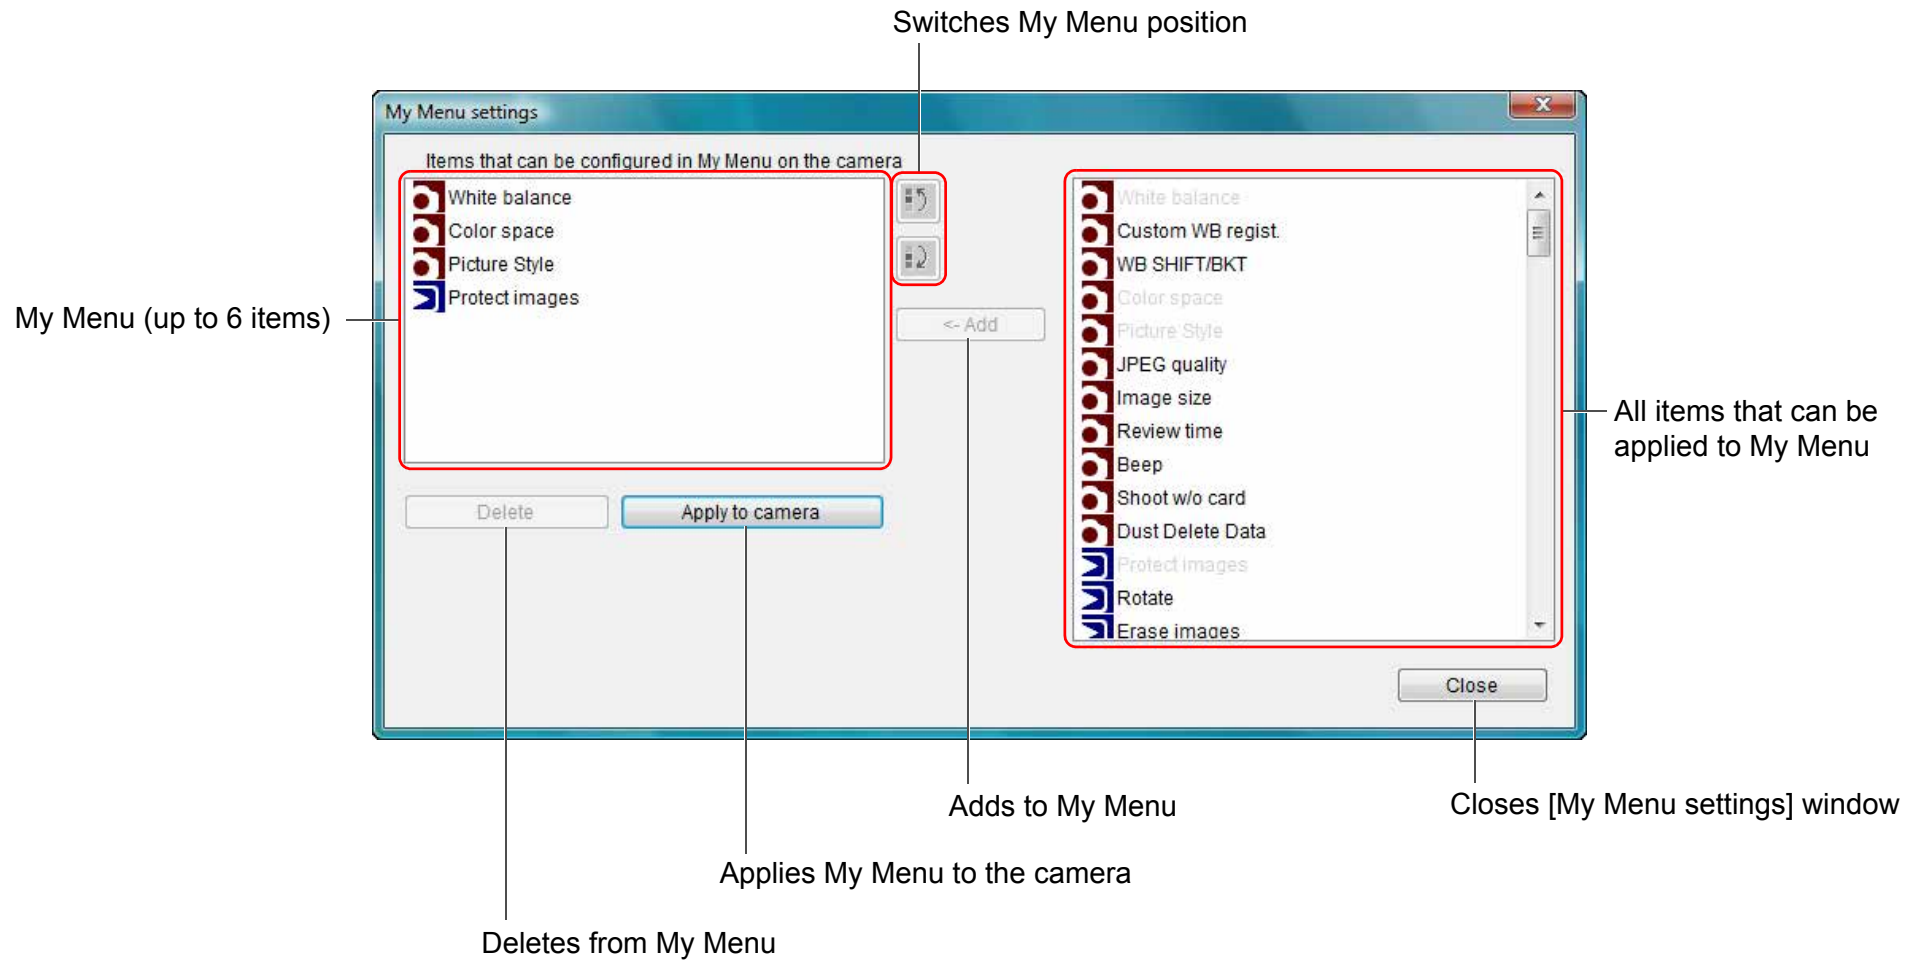 Switches My Menu position
My Menu settings
X
Items that can be configured in My Menu on the camera
White balance
Color space
Picture Style
Protect images
My Menu (up to 6 items)
<- Add
Delete
Apply to camera
White balance
Custom WB regist.
WB SHIFT/BKT
Color space
Picture Style
JPEG quality
Image size
Review time
Beep
Shoot w/o card
Dust Delete Data
Protect images
Rotate
Erase images
All items that can be
applied to My Menu
Close
Adds to My Menu
Closes [My Menu settings] window
Applies My Menu to the camera
Deletes from My Menu